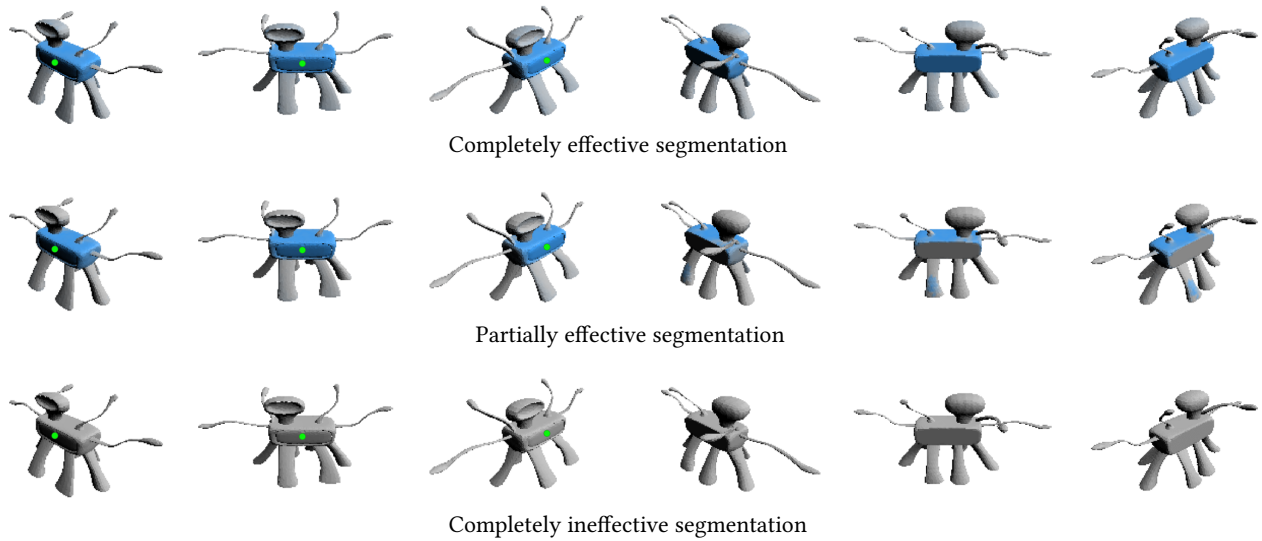 Completely effective segmentation
Partially effective segmentation
Completely ineffective segmentation